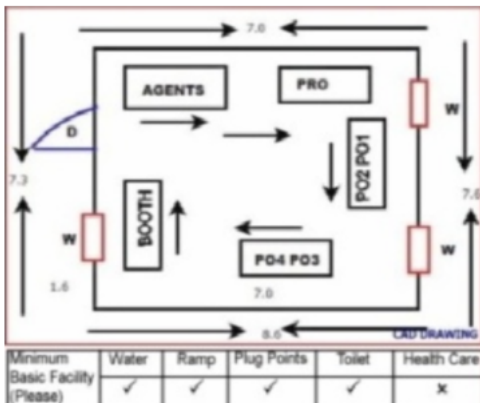 7.0
AGENTS
PRO
W
D
PO2 PO1
7.3
7.6
BOOTH
W
W
PO4 PO3
1.6
7.0
8.6
CAD DRAWING
Minimum Basic Facility (Please)
Water
Ramp
Plug Points
Toilet
Health Care
✓
✓
✓
✓
x